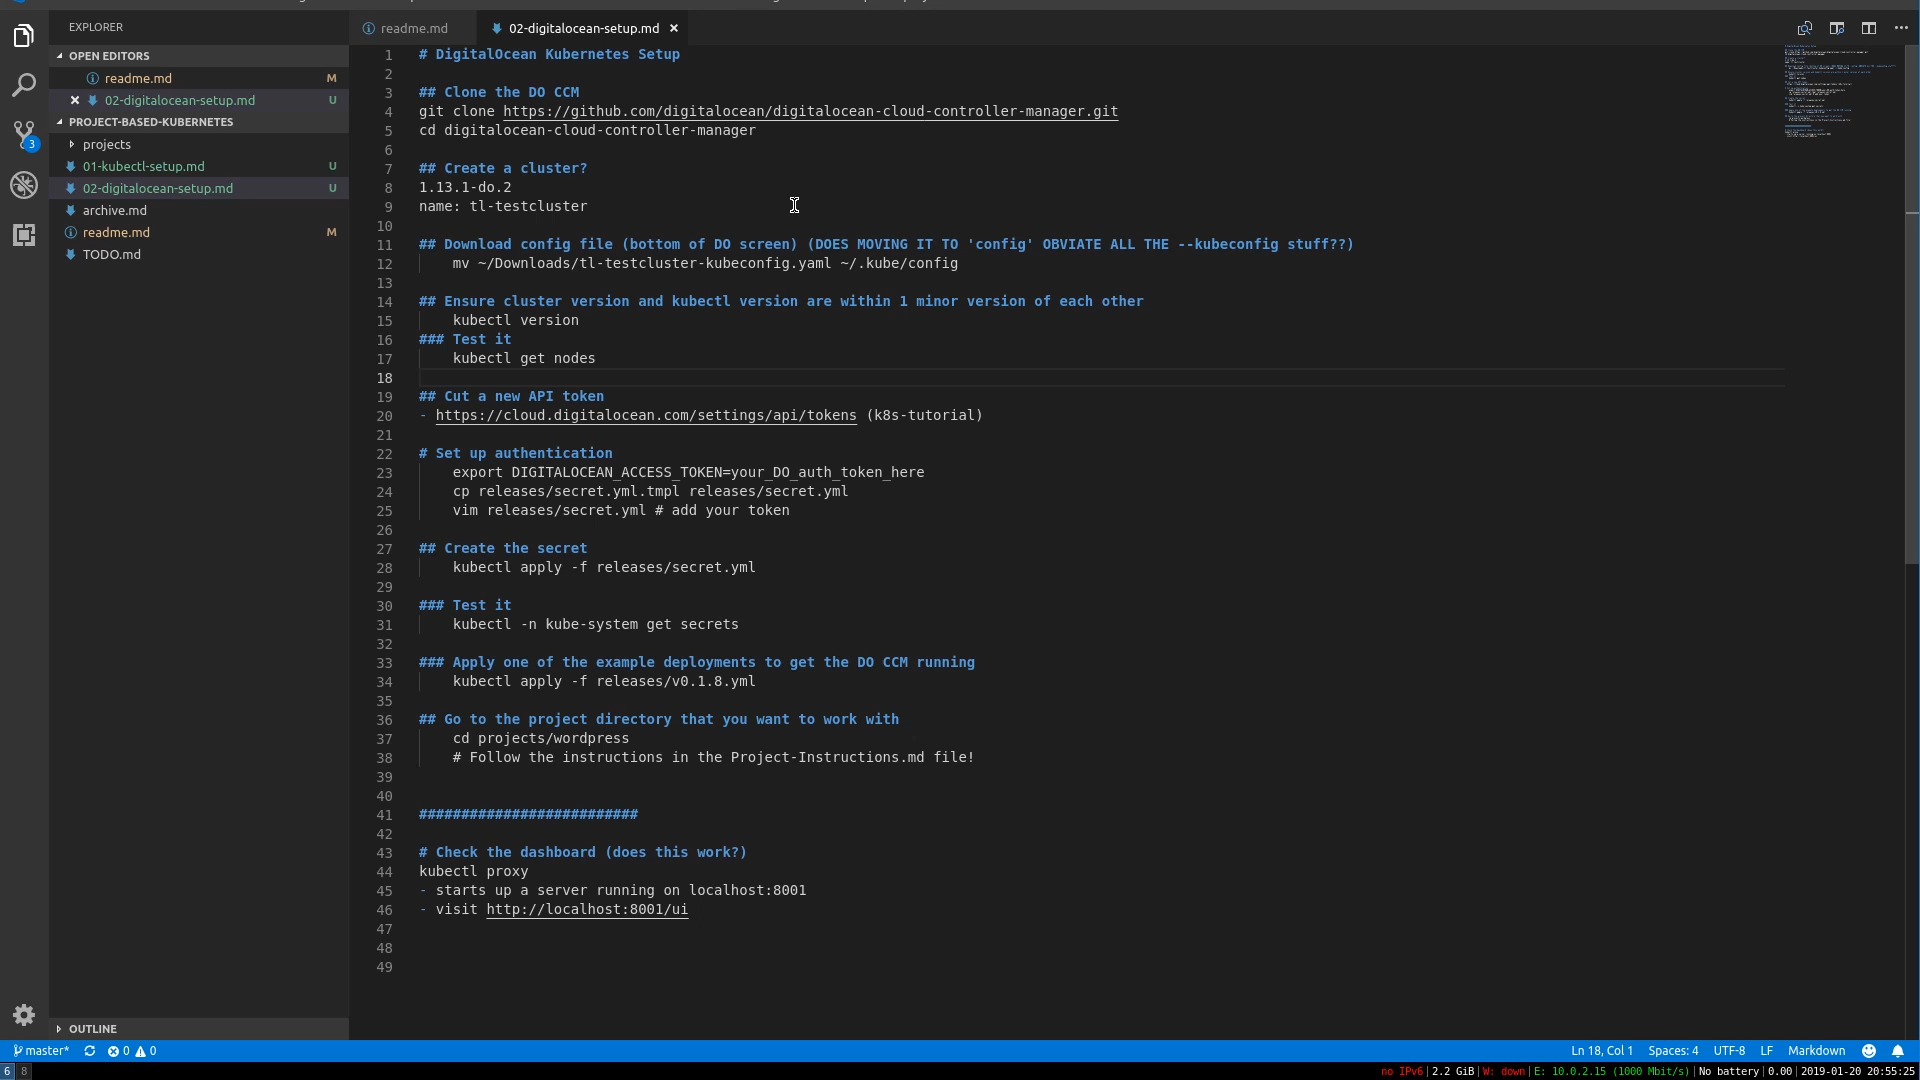 EXPLORER
OPEN EDITORS
readme.md M
02-digitalocean-setup.md U
PROJECT-BASED-KUBERNETES
projects
01-kubectl-setup.md U
02-digitalocean-setup.md U
archive.md
readme.md M
TODO.md
OUTLINE
3
readme.md
02-digitalocean-setup.md
1 # DigitalOcean Kubernetes Setup
2
3 ## Clone the DO CCM
4 git clone https://github.com/digitalocean/digitalocean-cloud-controller-manager.git
5 cd digitalocean-cloud-controller-manager
6
7 ## Create a cluster?
8 1.13.1-do.2
9 name: tl-testcluster
10
11 ## Download config file (bottom of DO screen) (DOES MOVING IT TO 'config' OBVIATE ALL THE --kubeconfig stuff??)
12 mv ~/Downloads/tl-testcluster-kubeconfig.yaml ~/.kube/config
13
14 ## Ensure cluster version and kubectl version are within 1 minor version of each other
15 kubectl version
16 ### Test it
17 kubectl get nodes
18
19 ## Cut a new API token
20 - https://cloud.digitalocean.com/settings/api/tokens (k8s-tutorial)
21
22 # Set up authentication
23 export DIGITALOCEAN_ACCESS_TOKEN=your_DO_auth_token_here
24 cp releases/secret.yml.tmpl releases/secret.yml
25 vim releases/secret.yml # add your token
26
27 ## Create the secret
28 kubectl apply -f releases/secret.yml
29
30 ### Test it
31 kubectl -n kube-system get secrets
32
33 ### Apply one of the example deployments to get the DO CCM running
34 kubectl apply -f releases/v0.1.8.yml
35
36 ## Go to the project directory that you want to work with
37 cd projects/wordpress
38 # Follow the instructions in the Project-Instructions.md file!
39
40
41 ##########################
42
43 # Check the dashboard (does this work?)
44 kubectl proxy
45 - starts up a server running on localhost:8001
46 - visit http://localhost:8001/ui
47
48
49
master* 0 0 Ln 18, Col 1 Spaces: 4 UTF-8 LF Markdown
6 8 no IPv6|2.2 GiB|W: down|E: 10.0.2.15 (1000 Mbit/s)|No battery|0.00|2019-01-20 20:55:25